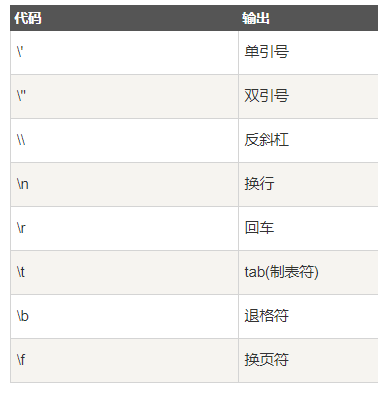 代码 输出
\' 单引号
\" 双引号
\\ 反斜杠
\n 换行
\r 回车
\t tab(制表符)
\b 退格符
\f 换页符